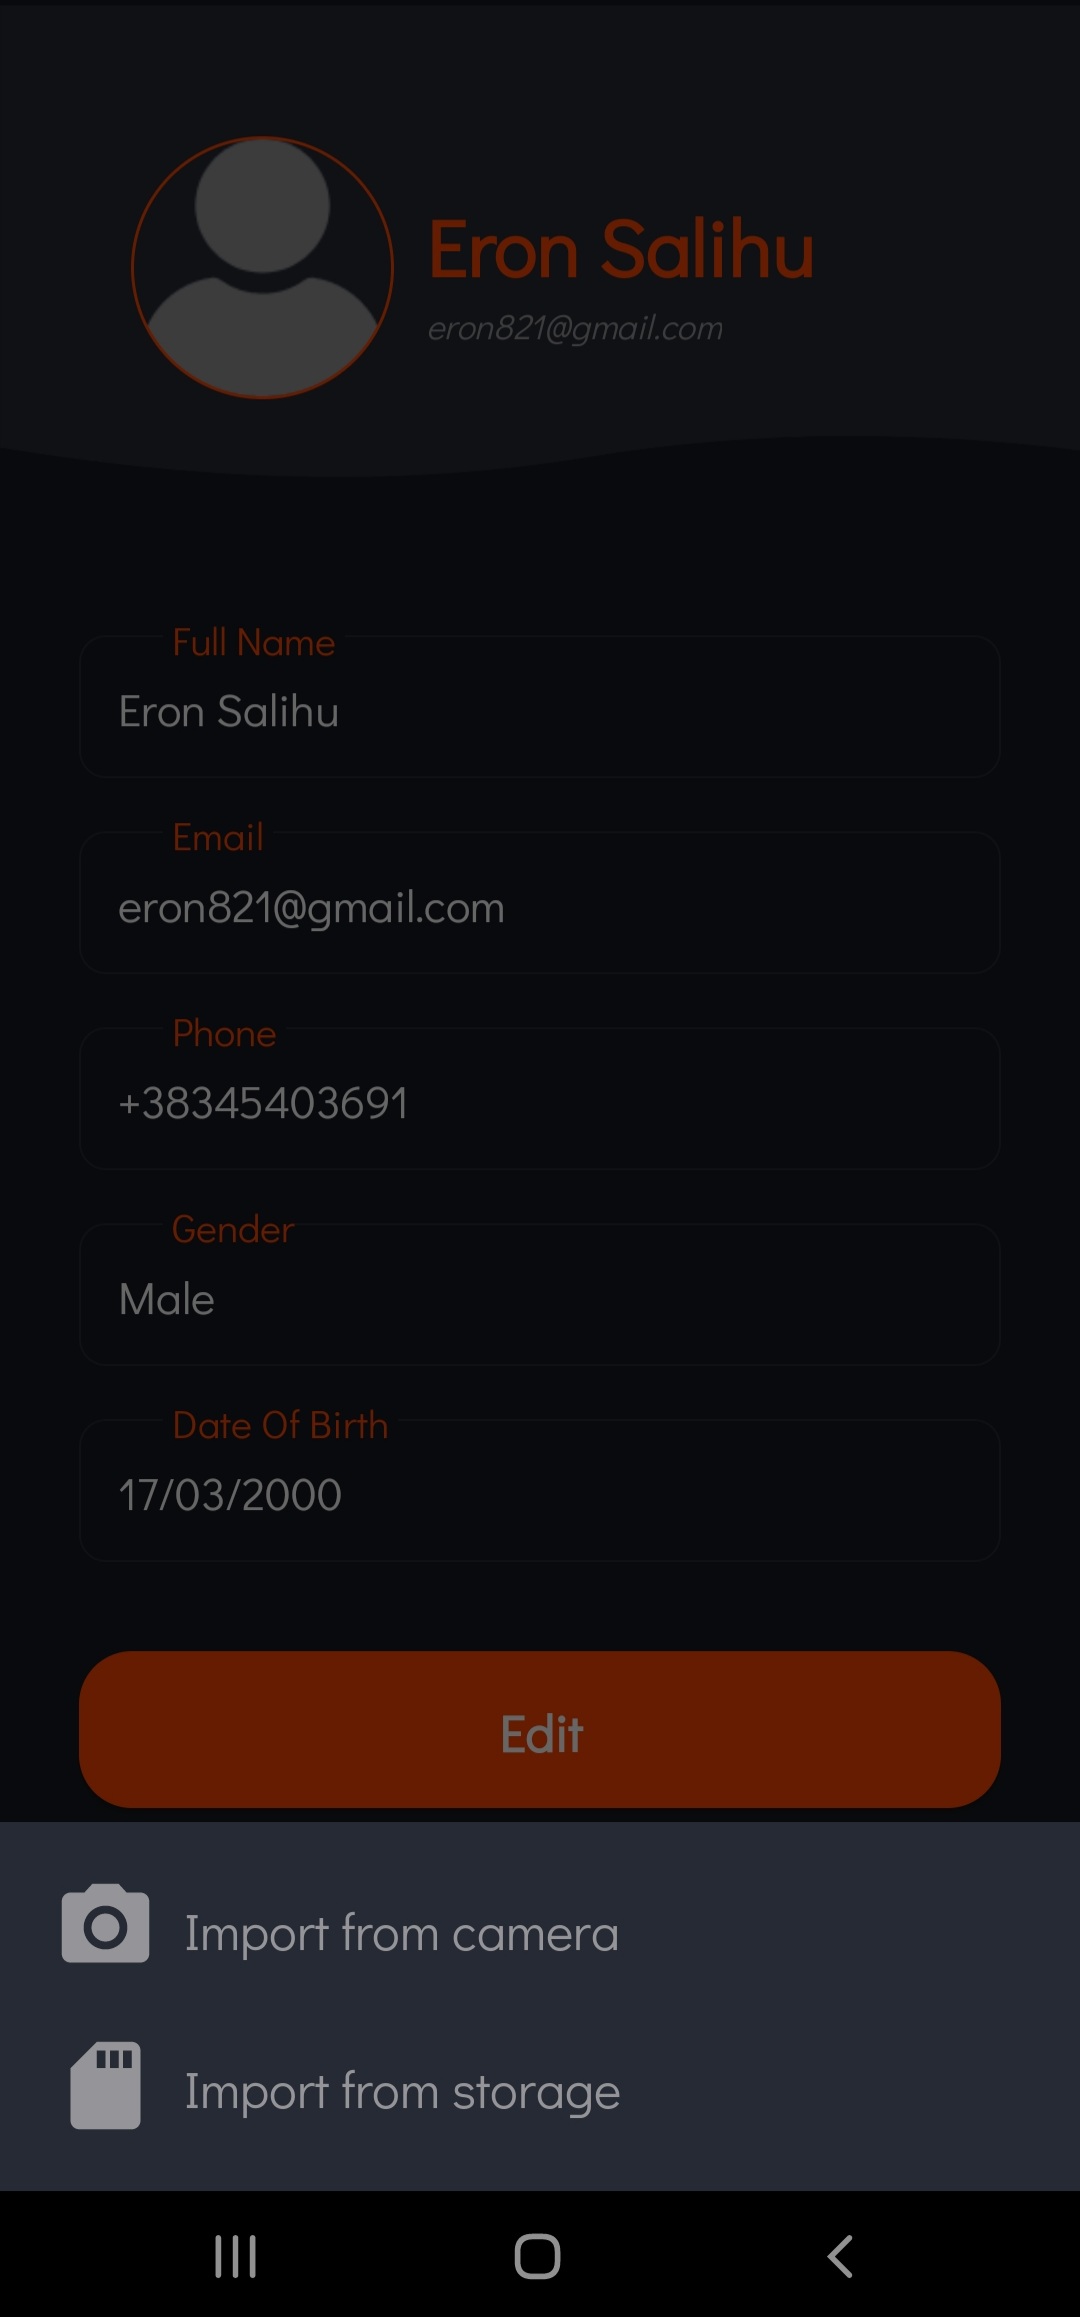 Eron Salihu
eron821@gmail.com
Full Name
Eron Salihu
Email
eron821@gmail.com
Phone
+38345403691
Gender
Male
Date Of Birth
17/03/2000
Edit
Import from camera
Import from storage